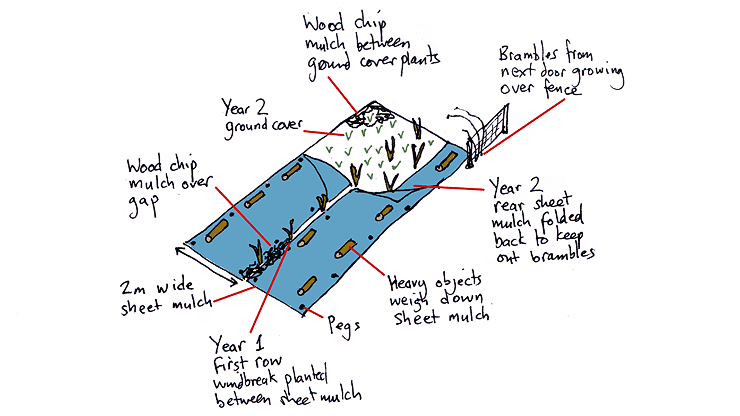 Wood chip
mulch between
ground cover plants
Brambles from
next door growing
over fence
Year 2
ground cover
Wood chip
mulch over
gap
Year 2
rear sheet
mulch folded
back to keep
out brambles
2m wide
sheet mulch
Heavy objects
weigh down
sheet mulch
Pegs
Year 1
first row
windbreak planted
between sheet mulch